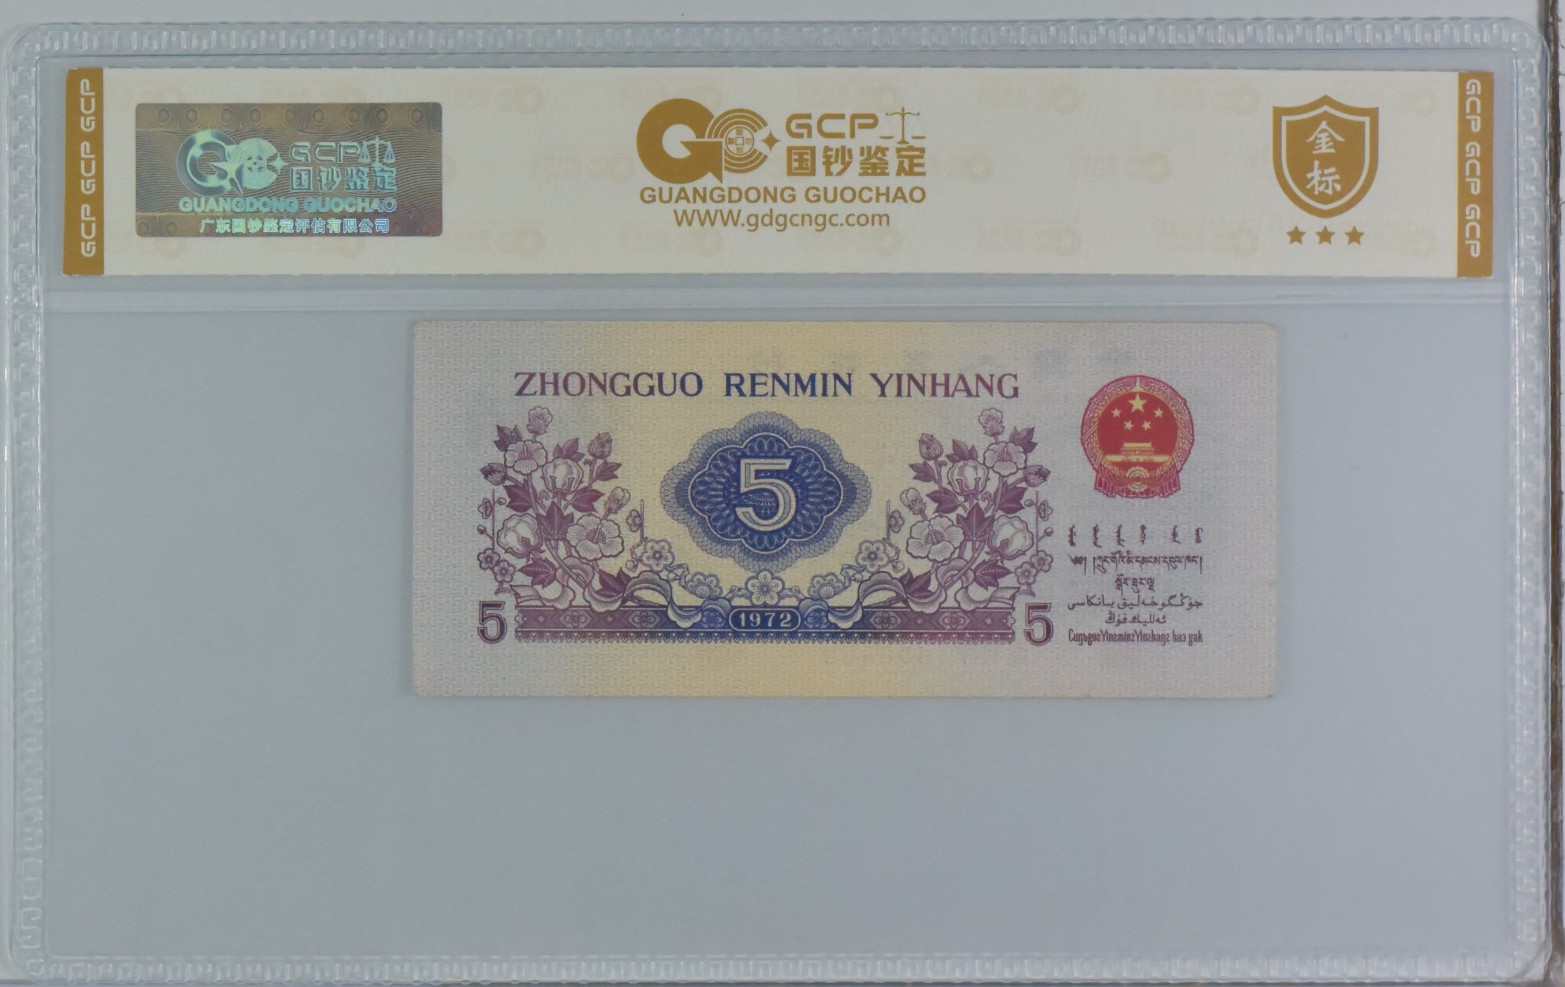 GCP GCP GCP
GCP
国钞鉴定
GUANGDONG GUOCHAO
广东国钞鉴定评估有限公司
GCP
国钞鉴定
GUANGDONG GUOCHAO
WWW.gdgcngc.com
金
标
GCP GCP GCP
ZHONGGUO RENMIN YINHANG
5
5
1972
5